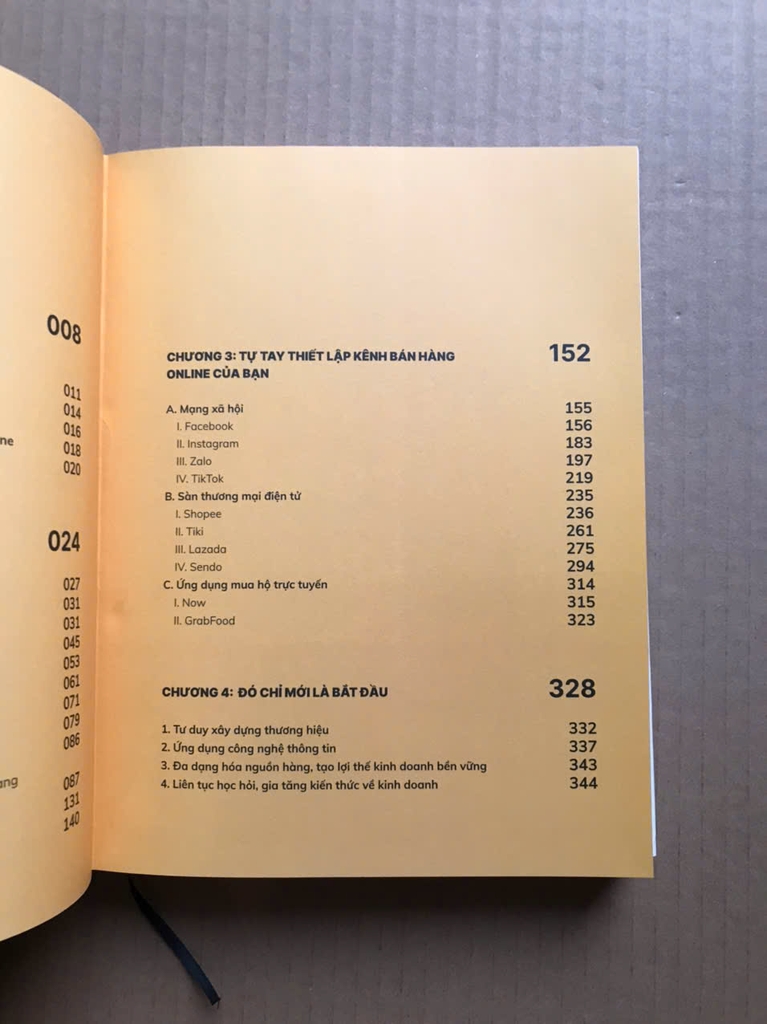 008
011
014
016
ne 018
020
024
027
031
031
045
053
061
071
079
086
ang 087
131
140
CHƯƠNG 3: TỰ TAY THIẾT LẬP KÊNH BÁN HÀNG 152
ONLINE CỦA BẠN
A. Mạng xã hội 155
I. Facebook 156
II. Instagram 183
III. Zalo 197
IV. TikTok 219
B. Sàn thương mại điện tử 235
I. Shopee 236
II. Tiki 261
III. Lazada 275
IV. Sendo 294
C. Ứng dụng mua hộ trực tuyến 314
I. Now 315
II. GrabFood 323
CHƯƠNG 4: ĐÓ CHỈ MỚI LÀ BẮT ĐẦU 328
1. Tư duy xây dựng thương hiệu 332
2. Ứng dụng công nghệ thông tin 337
3. Đa dạng hóa nguồn hàng, tạo lợi thế kinh doanh bền vững 343
4. Liên tục học hỏi, gia tăng kiến thức về kinh doanh 344